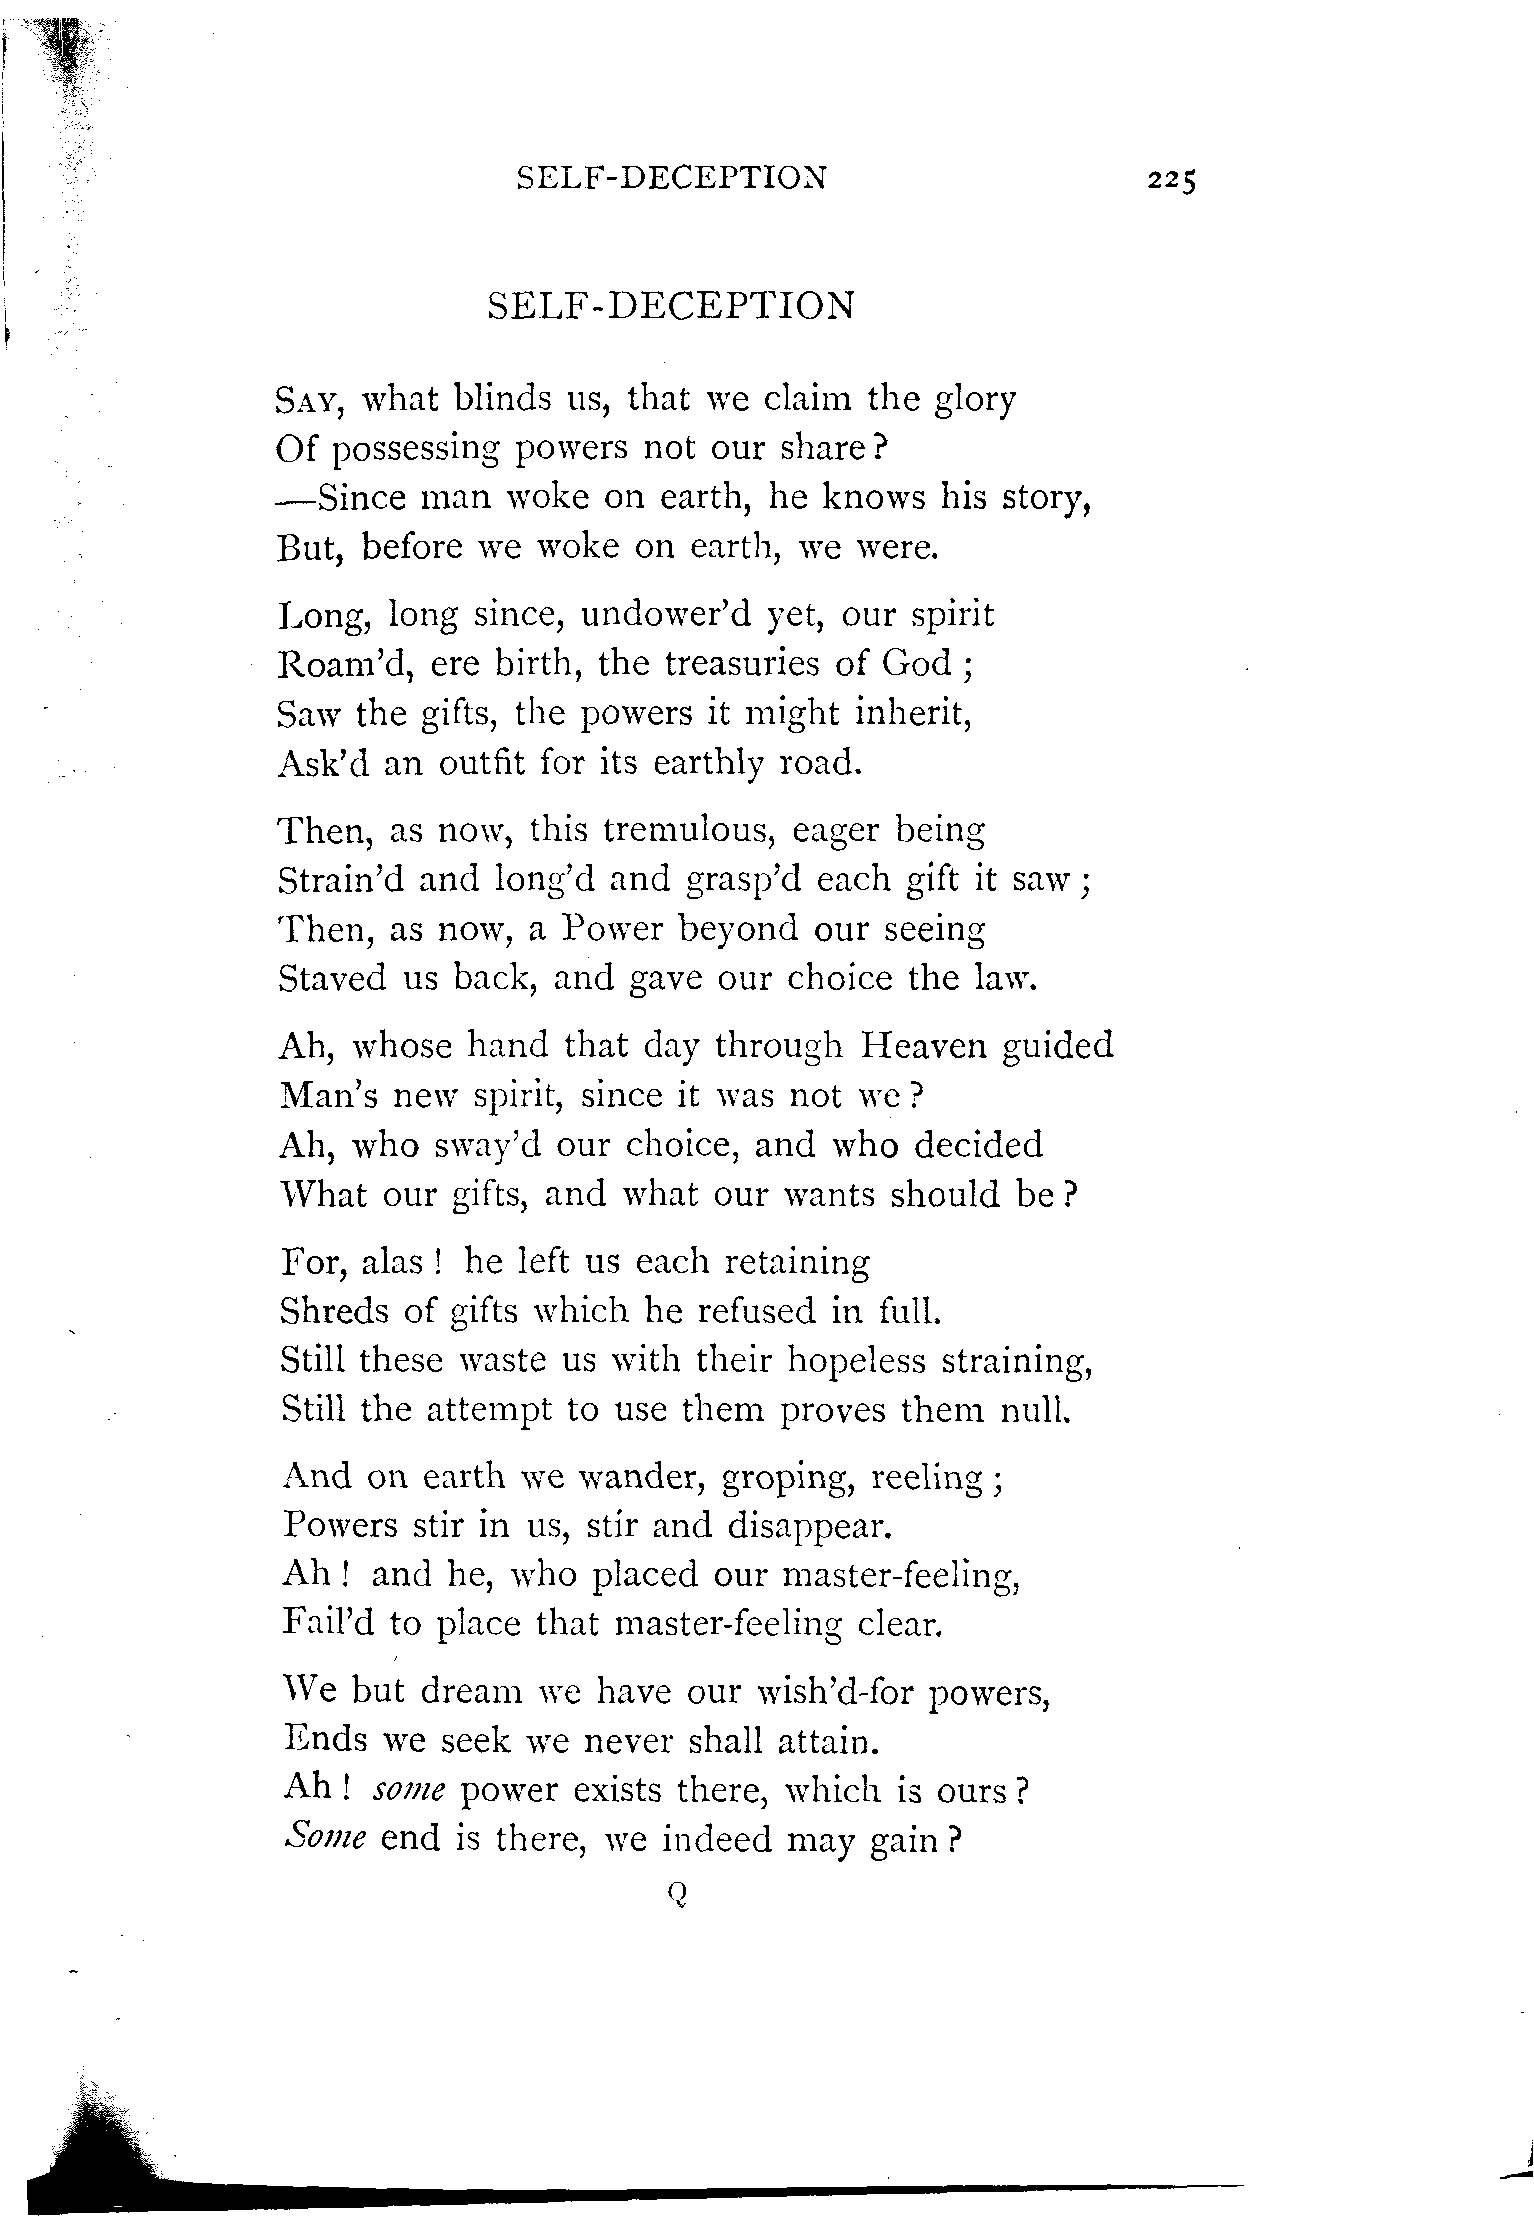 SELF-DECEPTION 225
SELF-DECEPTION
SAY, what blinds us, that we claim the glory
Of possessing powers not our share?
—Since man woke on earth, he knows his story,
But, before we woke on earth, we were.
Long, long since, undower'd yet, our spirit
Roam'd, ere birth, the treasuries of God;
Saw the gifts, the powers it might inherit,
Ask'd an outfit for its earthly road.
Then, as now, this tremulous, eager being
Strain'd and long'd and grasp'd each gift it saw;
Then, as now, a Power beyond our seeing
Staved us back, and gave our choice the law.
Ah, whose hand that day through Heaven guided
Man's new spirit, since it was not we?
Ah, who sway'd our choice, and who decided
What our gifts, and what our wants should be?
For, alas! he left us each retaining
Shreds of gifts which he refused in full.
Still these waste us with their hopeless straining,
Still the attempt to use them proves them null.
And on earth we wander, groping, reeling;
Powers stir in us, stir and disappear.
Ah! and he, who placed our master-feeling,
Fail'd to place that master-feeling clear.
We but dream we have our wish'd-for powers,
Ends we seek we never shall attain.
Ah! some power exists there, which is ours?
Some end is there, we indeed may gain?
Q